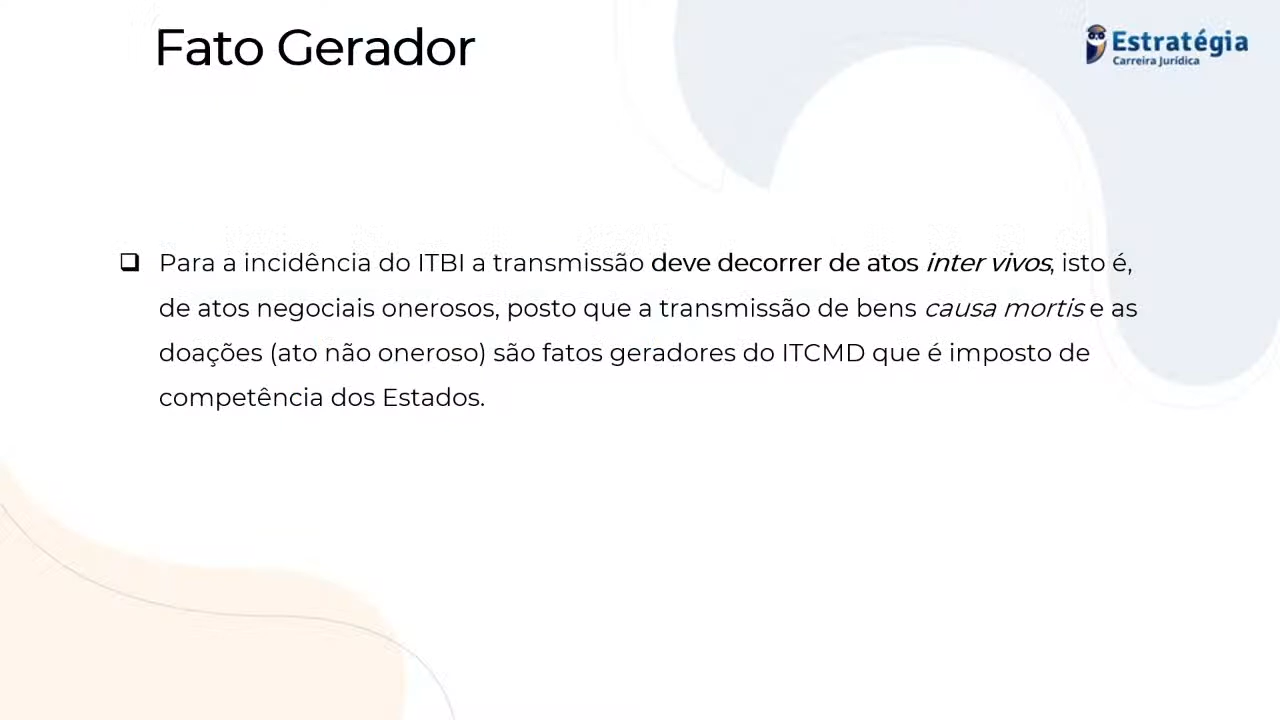 Fato Gerador
Estratégia
Carreira Jurídica
❑ Para a incidência do ITBI a transmissão deve decorrer de atos inter vivos, isto é,
de atos negociais onerosos, posto que a transmissão de bens causa mortis e as
doações (ato não oneroso) são fatos geradores do ITCMD que é imposto de
competência dos Estados.